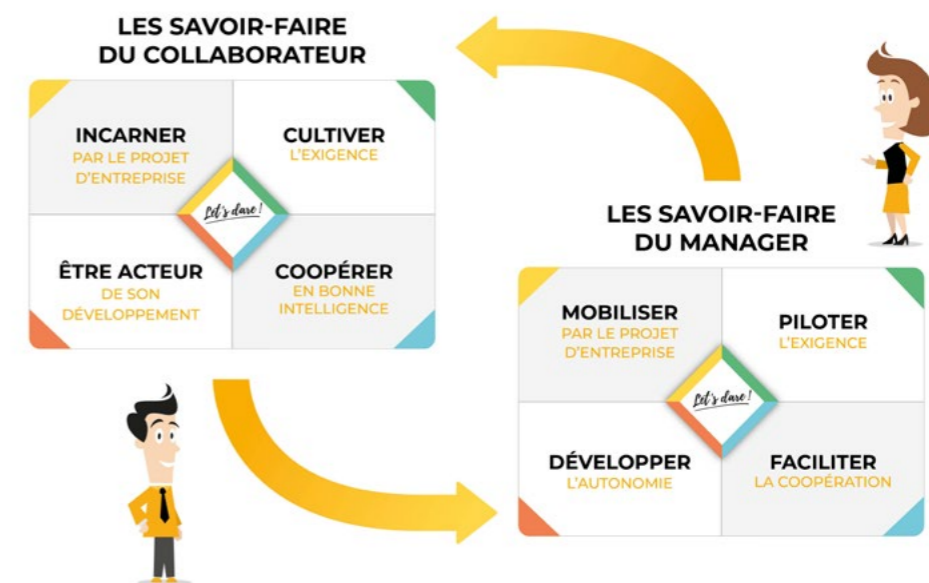 LES SAVOIR-FAIRE
DU COLLABORATEUR
INCARNER
PAR LE PROJET
D'ENTREPRISE
CULTIVER
L'EXIGENCE
Let's dare !
ÊTRE ACTEUR
DE SON
DÉVELOPPEMENT
COOPÉRER
EN BONNE
INTELLIGENCE
LES SAVOIR-FAIRE
DU MANAGER
MOBILISER
PAR LE PROJET
D'ENTREPRISE
PILOTER
L'EXIGENCE
Let's dare !
DÉVELOPPER
L'AUTONOMIE
FACILITER
LA COOPÉRATION